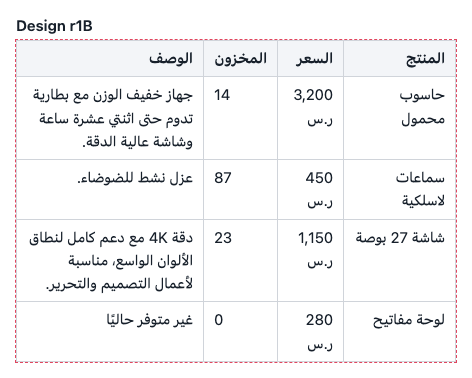 Design r1B
المنتج السعر المخزون الوصف
حاسوب 3,200 14 جهاز خفيف الوزن مع بطارية
محمول ر.س تدوم حتى اثنتي عشرة ساعة
وشاشة عالية الدقة.
سماعات 450 87 عزل نشط للضوضاء.
لاسلكية ر.س
شاشة 27 بوصة 1,150 23 دقة 4K مع دعم كامل لنطاق
ر.س الألوان الواسع، مناسبة
لأعمال التصميم والتحرير.
لوحة مفاتيح 280 0 غير متوفر حاليًا
ر.س